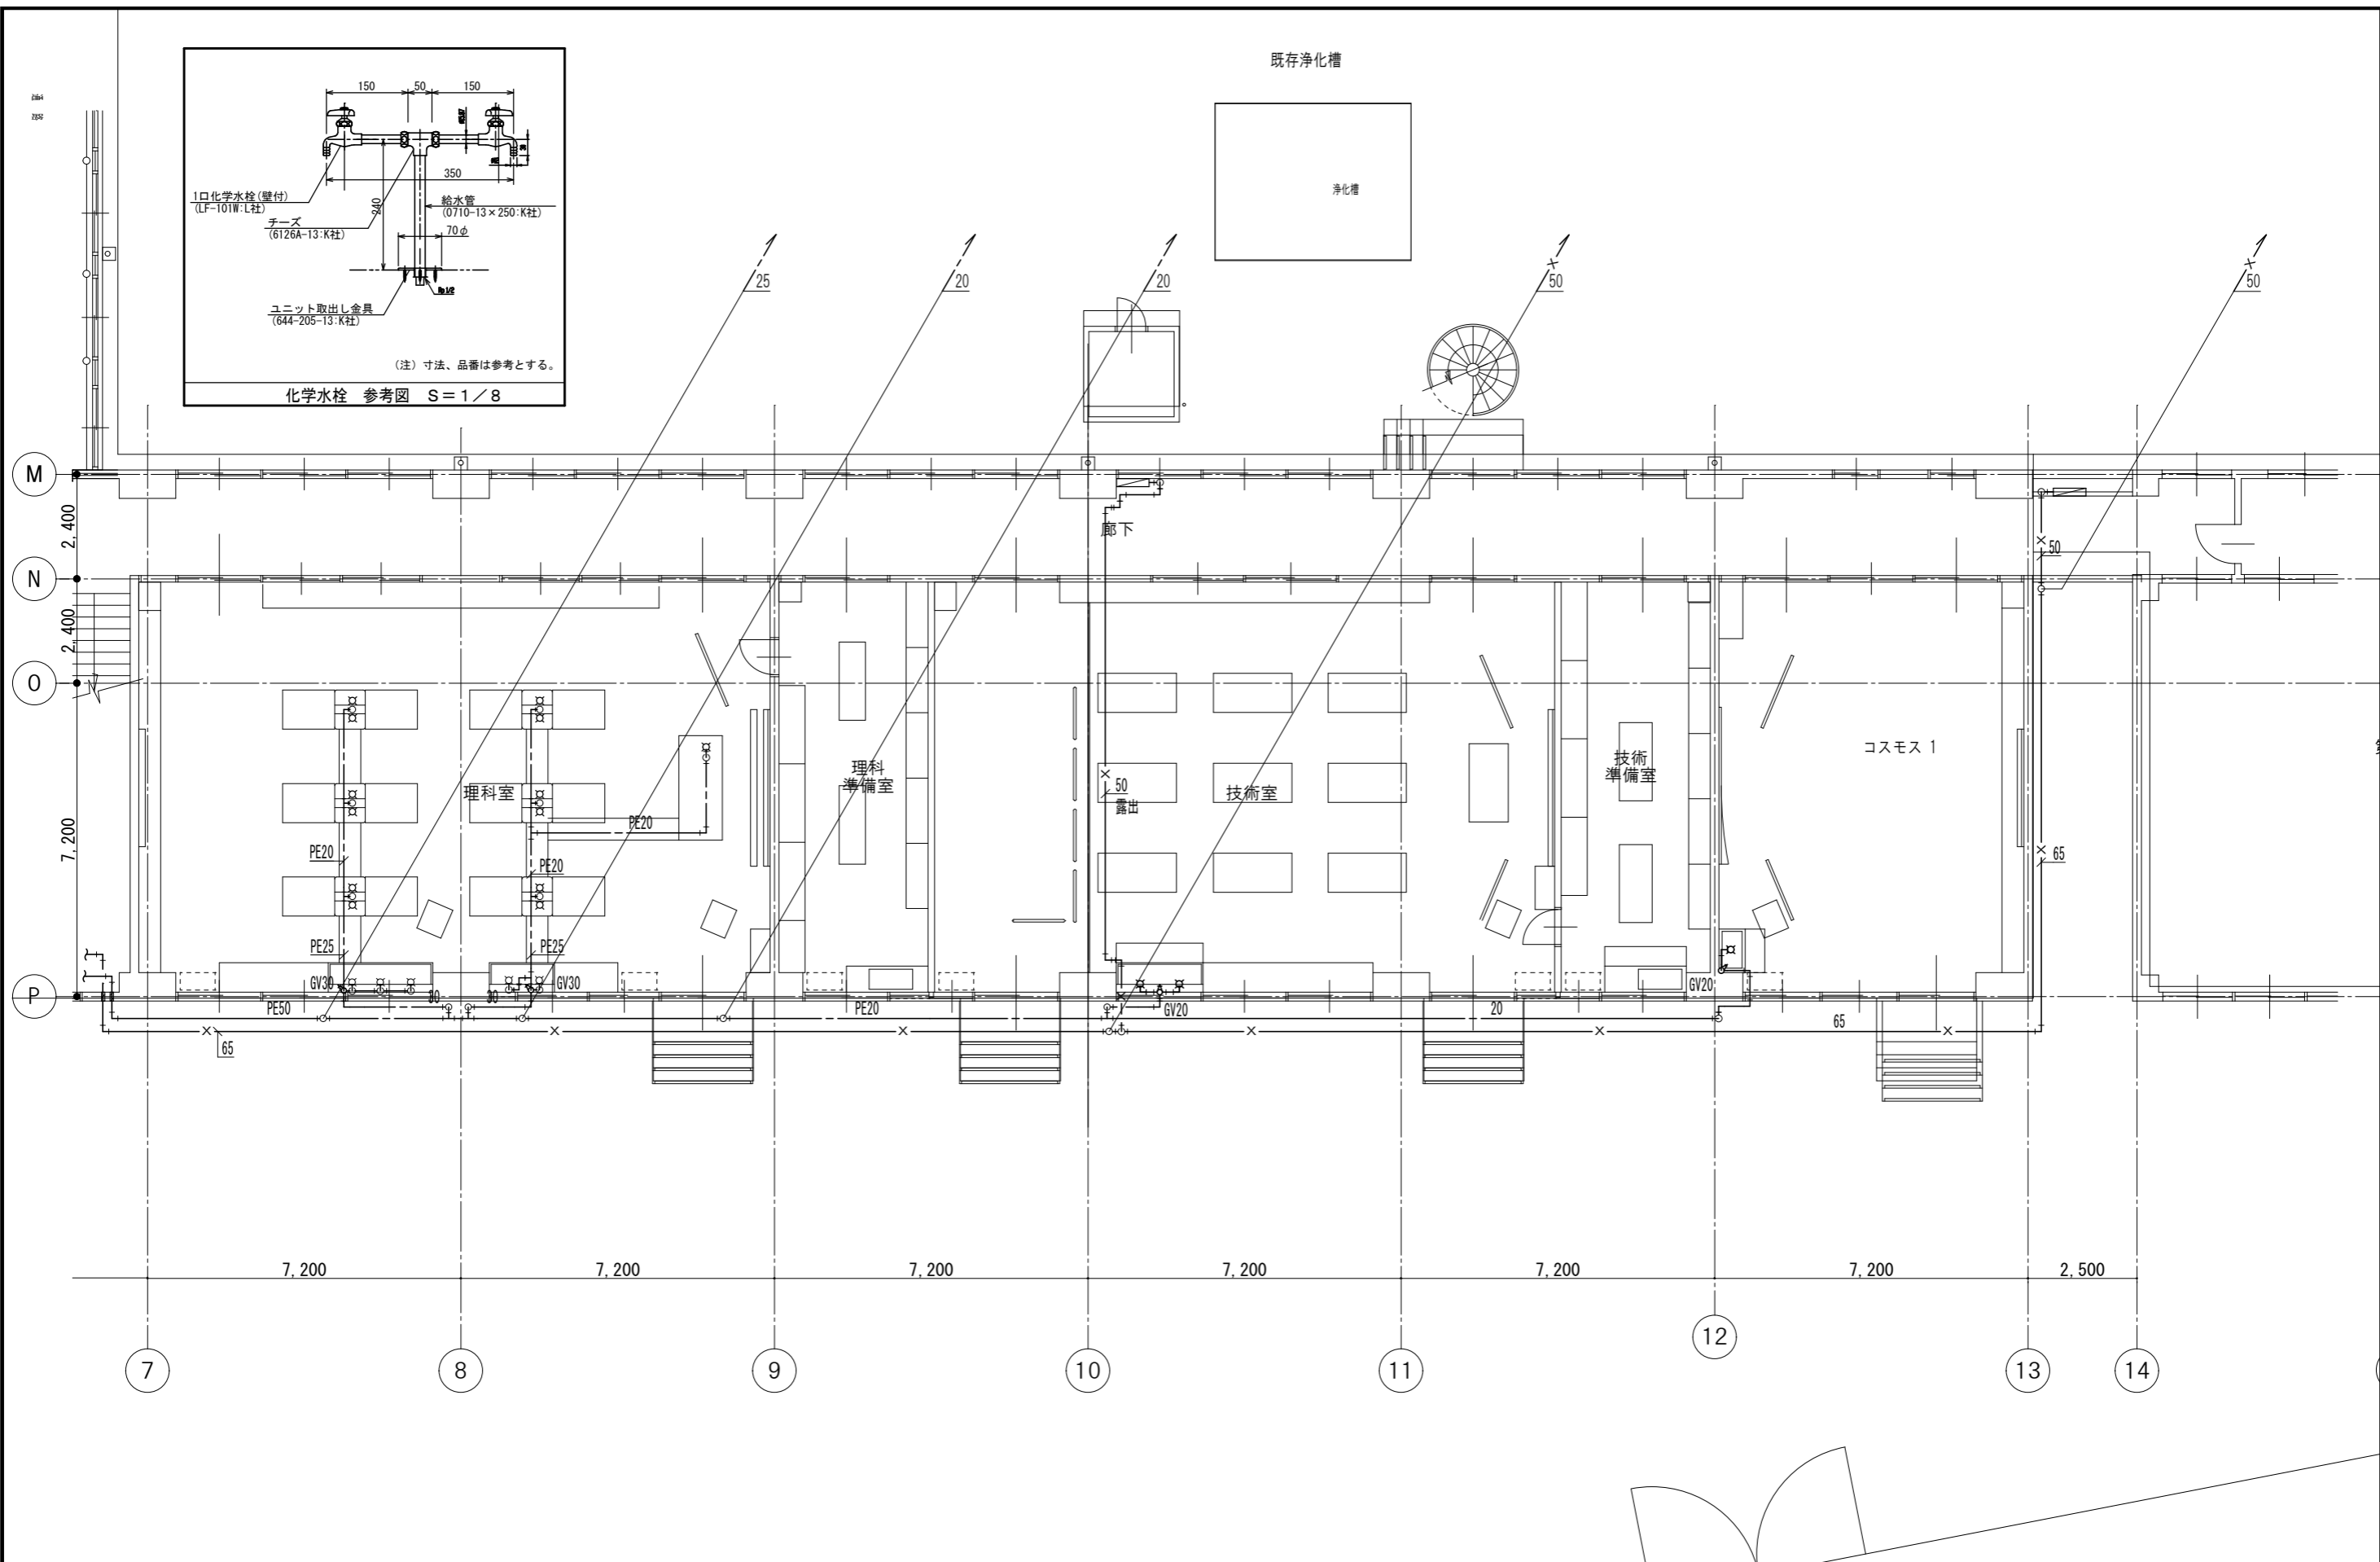 既存浄化槽
浄化槽
150
50
150
350
240
1口化学水栓(壁付)
(LF-101W:L社)
チーズ
(6126A-13:K社)
給水管
(0710-13×250:K社)
70φ
ユニット取出し金具
(644-205-13:K社)
(注) 寸法、品番は参考とする。
化学水栓 参考図 S=1/8
25
20
20
50
50
M
N
O
P
2,400
2,400
7,200
廊下
50
理科室
理科
準備室
技術室
技術
準備室
コスモス 1
50
露出
65
PE20
PE20
PE20
PE25
PE25
GV30
30
30
GV30
GV20
GV20
PE50
PE20
20
65
65
7,200
7,200
7,200
7,200
7,200
7,200
2,500
7
8
9
10
11
12
13
14